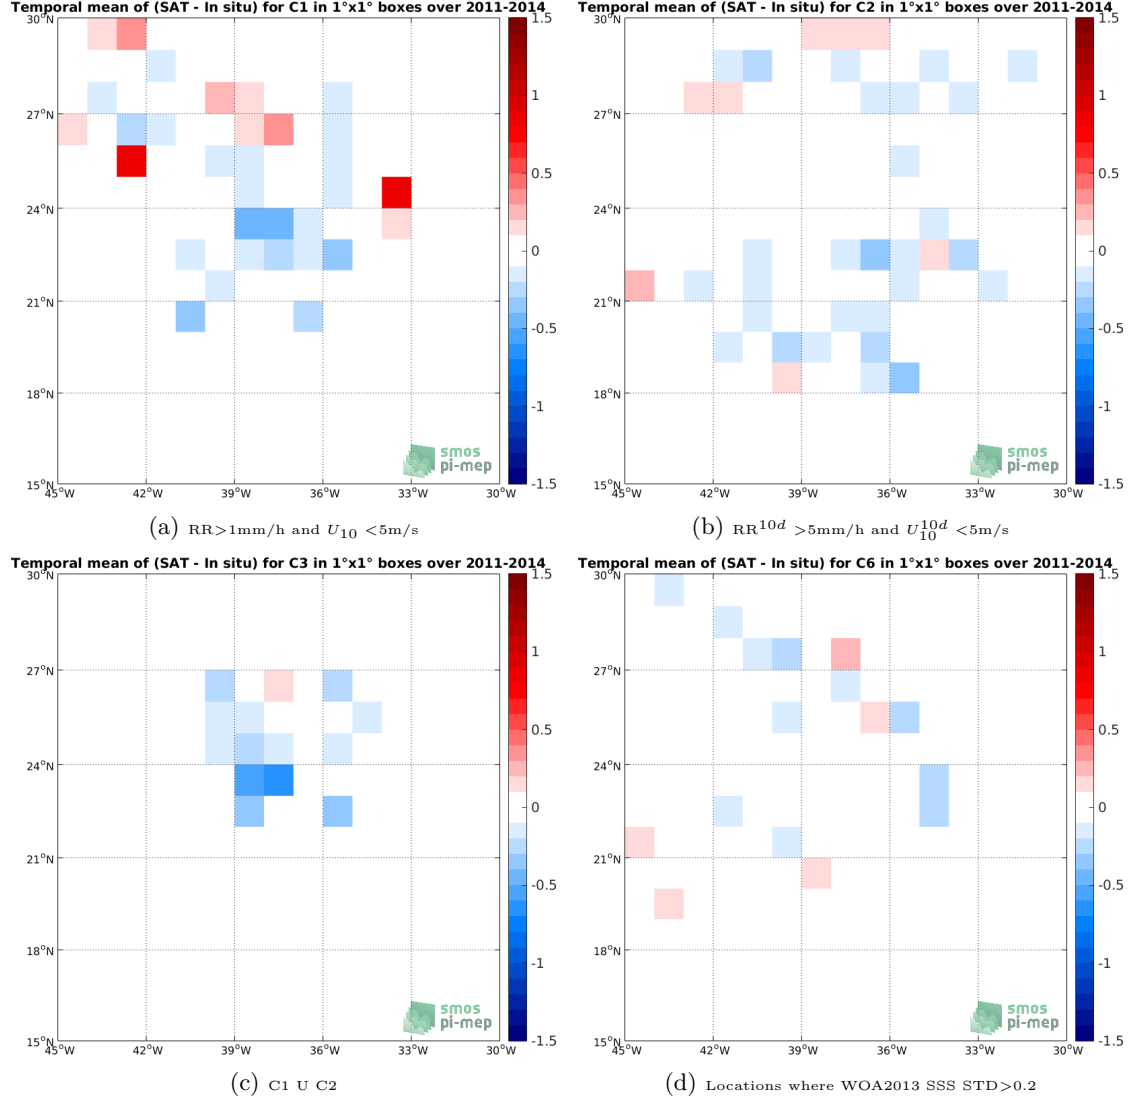 Temporal mean of (SAT - In situ) for C1 in 1°x1° boxes over 2011-2014
30°N
27°N
24°N
21°N
18°N
15°N
45°W 42°W 39°W 36°W 33°W 30°W
1.5
1
0.5
0
-0.5
-1
-1.5
smos
pi-mep
(a) RR>1mm/h and U10 <5m/s
Temporal mean of (SAT - In situ) for C2 in 1°x1° boxes over 2011-2014
30°N
27°N
24°N
21°N
18°N
15°N
45°W 42°W 39°W 36°W 33°W 30°W
1.5
1
0.5
0
-0.5
-1
-1.5
smos
pi-mep
(b) RR^10d >5mm/h and U10^10d <5m/s
Temporal mean of (SAT - In situ) for C3 in 1°x1° boxes over 2011-2014
30°N
27°N
24°N
21°N
18°N
15°N
45°W 42°W 39°W 36°W 33°W 30°W
1.5
1
0.5
0
-0.5
-1
-1.5
smos
pi-mep
(c) C1 U C2
Temporal mean of (SAT - In situ) for C6 in 1°x1° boxes over 2011-2014
30°N
27°N
24°N
21°N
18°N
15°N
45°W 42°W 39°W 36°W 33°W 30°W
1.5
1
0.5
0
-0.5
-1
-1.5
smos
pi-mep
(d) Locations where WOA2013 SSS STD>0.2